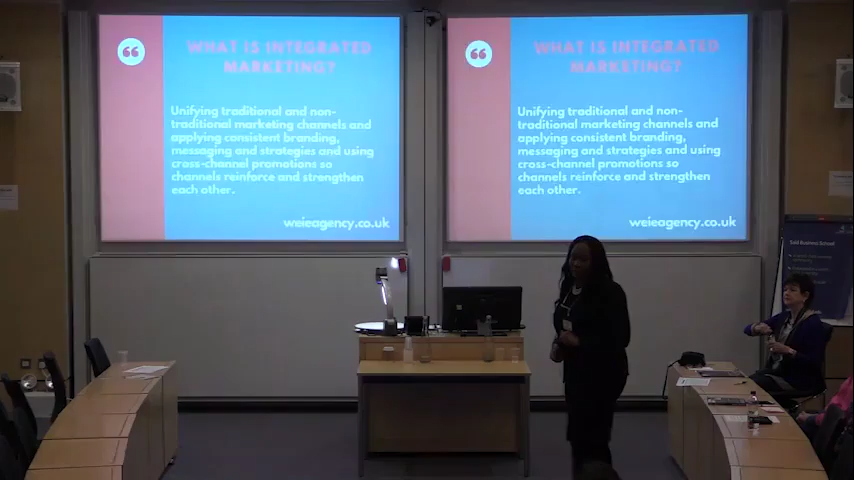 WHAT IS INTEGRATED
MARKETING?
Unifying traditional and non-
traditional marketing channels and
applying consistent branding,
messaging and strategies and using
cross-channel promotions so
channels reinforce and strengthen
each other.
weieagency.co.uk
WHAT IS INTEGRATED
MARKETING?
Unifying traditional and non-
traditional marketing channels and
applying consistent branding,
messaging and strategies and using
cross-channel promotions so
channels reinforce and strengthen
each other.
weieagency.co.uk
Saïd Business School